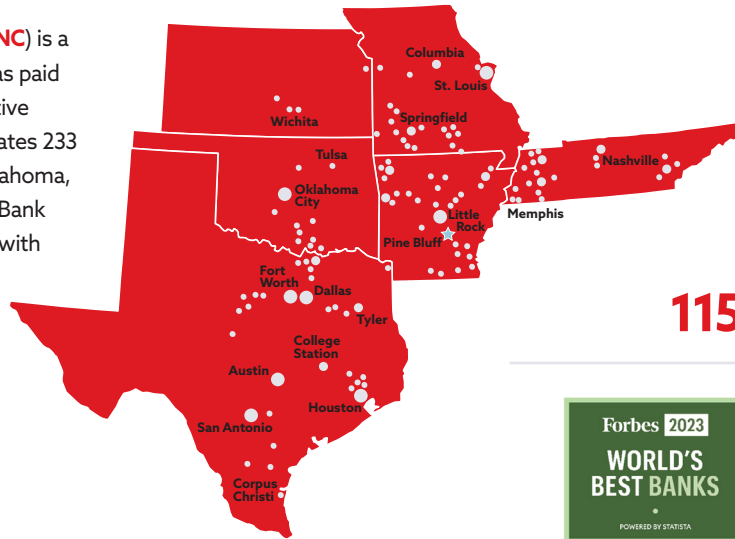 NC) is a
as paid
tive
ates 233
ahoma,
Bank
with
Columbia
St. Louis
Springfield
Wichita
Tulsa
Oklahoma
City
Nashville
Memphis
Little
Rock
Pine Bluff
Fort
Worth
Dallas
Tyler
College
Station
Austin
Houston
San Antonio
Corpus
Christi
115
Forbes 2023
WORLD'S
BEST BANKS
POWERED BY STATISTA